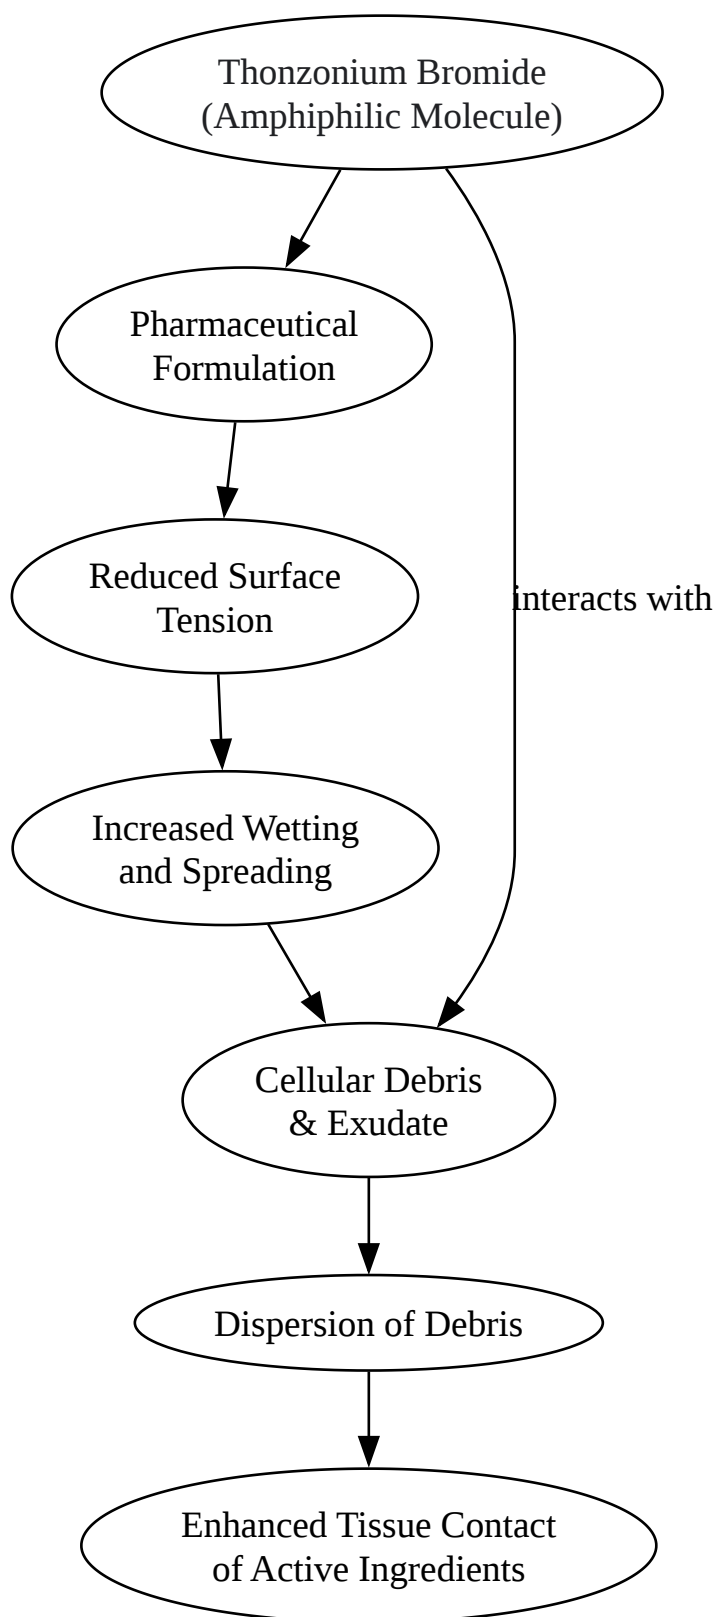 Thonzonium Bromide
(Amphiphilic Molecule)
Pharmaceutical
Formulation
Reduced Surface
Tension
interacts with
Increased Wetting
and Spreading
Cellular Debris
& Exudate
Dispersion of Debris
Enhanced Tissue Contact
of Active Ingredients